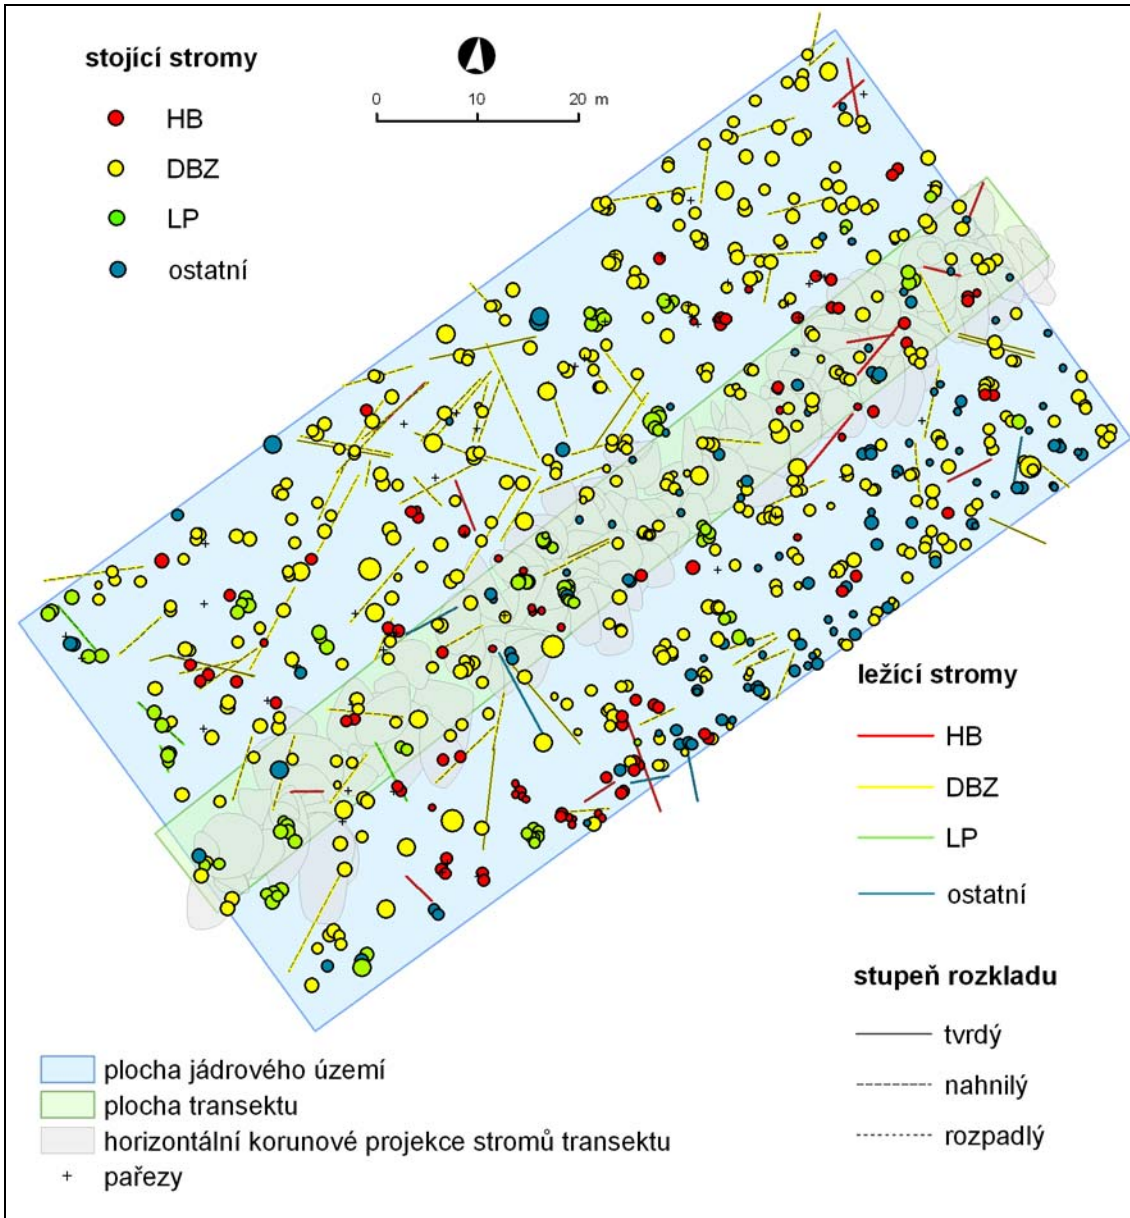 stojící stromy
HB
DBZ
LP
ostatní
0 10 20 m
ležící stromy
HB
DBZ
LP
ostatní
stupeň rozkladu
tvrdý
nahnilý
rozpadlý
plocha jádrového území
plocha transektu
horizontální korunové projekce stromů transektu
pařezy